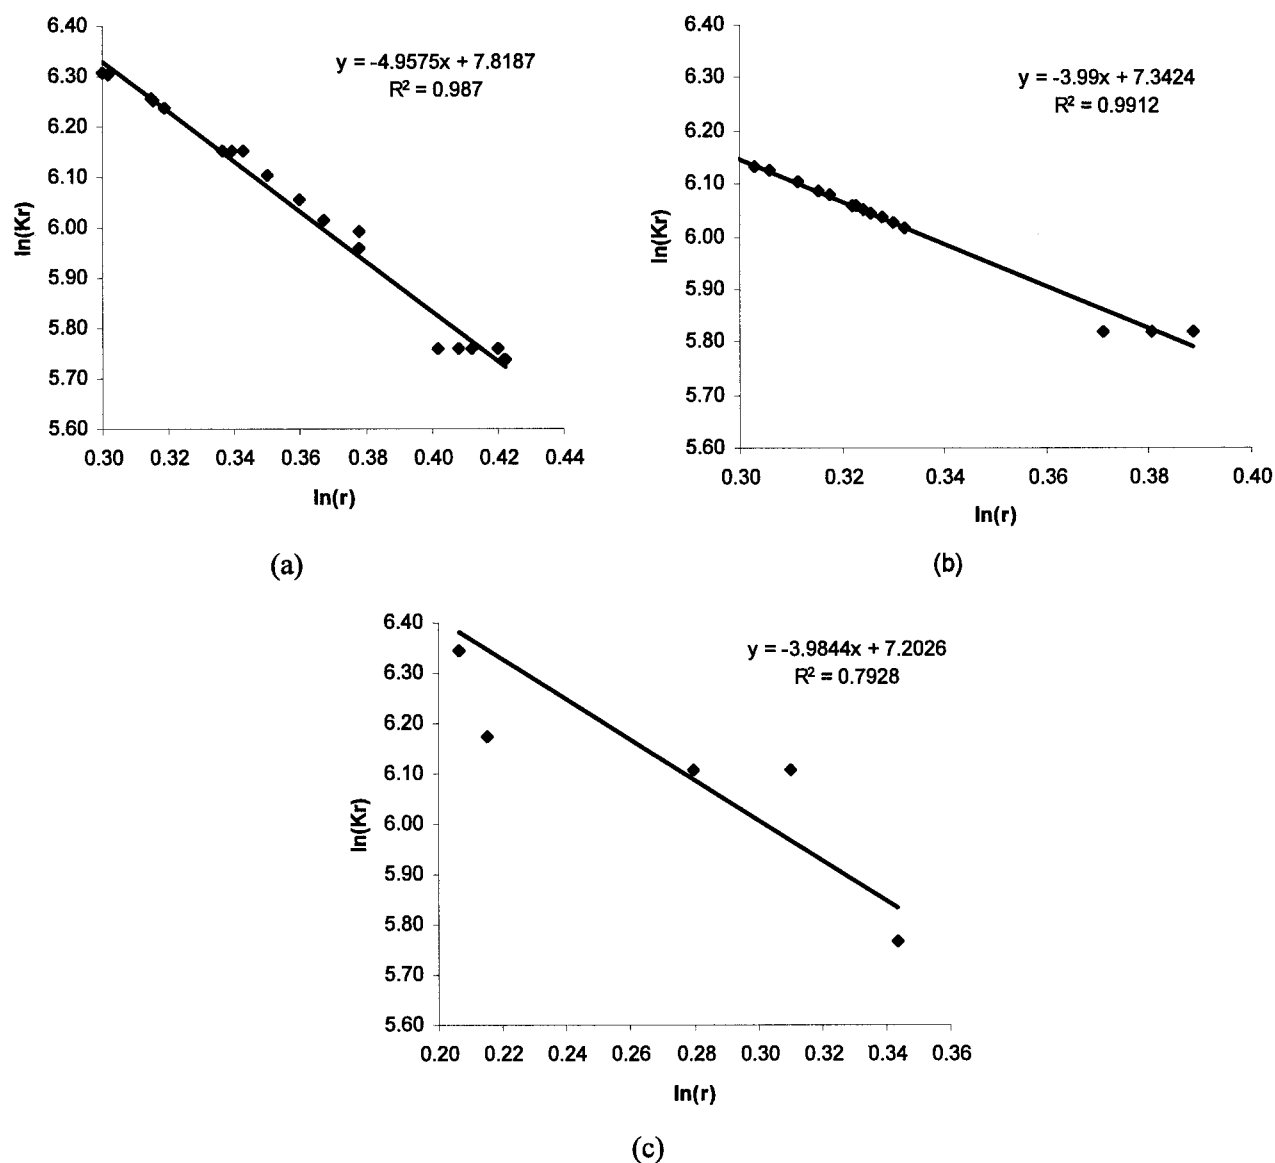 6.40
6.30
6.20
6.10
6.00
5.90
5.80
5.70
5.60
ln(Kr)
y = -4.9575x + 7.8187
R² = 0.987
0.30 0.32 0.34 0.36 0.38 0.40 0.42 0.44
ln(r)
(a)
6.40
6.30
6.20
6.10
6.00
5.90
5.80
5.70
5.60
ln(Kr)
y = -3.99x + 7.3424
R² = 0.9912
0.30 0.32 0.34 0.36 0.38 0.40
ln(r)
(b)
6.40
6.30
6.20
6.10
6.00
5.90
5.80
5.70
5.60
ln(Kr)
y = -3.9844x + 7.2026
R² = 0.7928
0.20 0.22 0.24 0.26 0.28 0.30 0.32 0.34 0.36
ln(r)
(c)